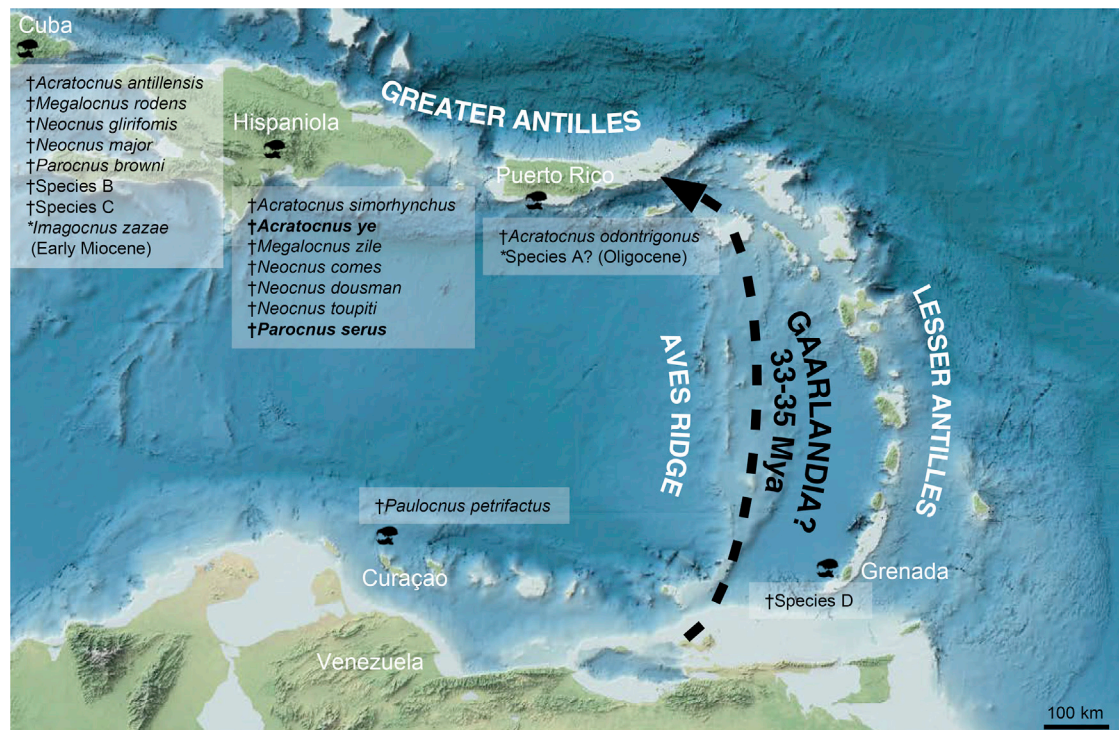 Cuba
†Acratocnus antillensis
†Megalocnus rodens
†Neocnus glirifomis
†Neocnus major
†Parocnus browni
†Species B
†Species C
*Imagocnus zazae
(Early Miocene)
Hispaniola
†Acratocnus simorhynchus
†Acratocnus ye
†Megalocnus zile
†Neocnus comes
†Neocnus dousman
†Neocnus toupiti
†Parocnus serus
GREATER ANTILLES
Puerto Rico
†Acratocnus odontrigonus
*Species A? (Oligocene)
AVES RIDGE
GAARLANDIA?
33-35 Mya
LESSER ANTILLES
†Paulocnus petrifactus
Curaçao
Grenada
†Species D
Venezuela
100 km